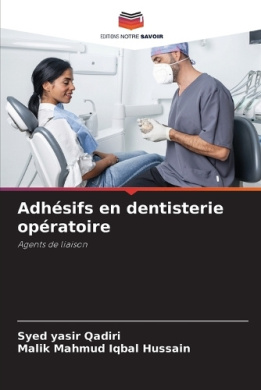 EDITIONS NOTRE SAVOIR
Adhésifs en dentisterie
opératoire
Agents de liaison
Syed yasir Qadiri
Malik Mahmud Iqbal Hussain